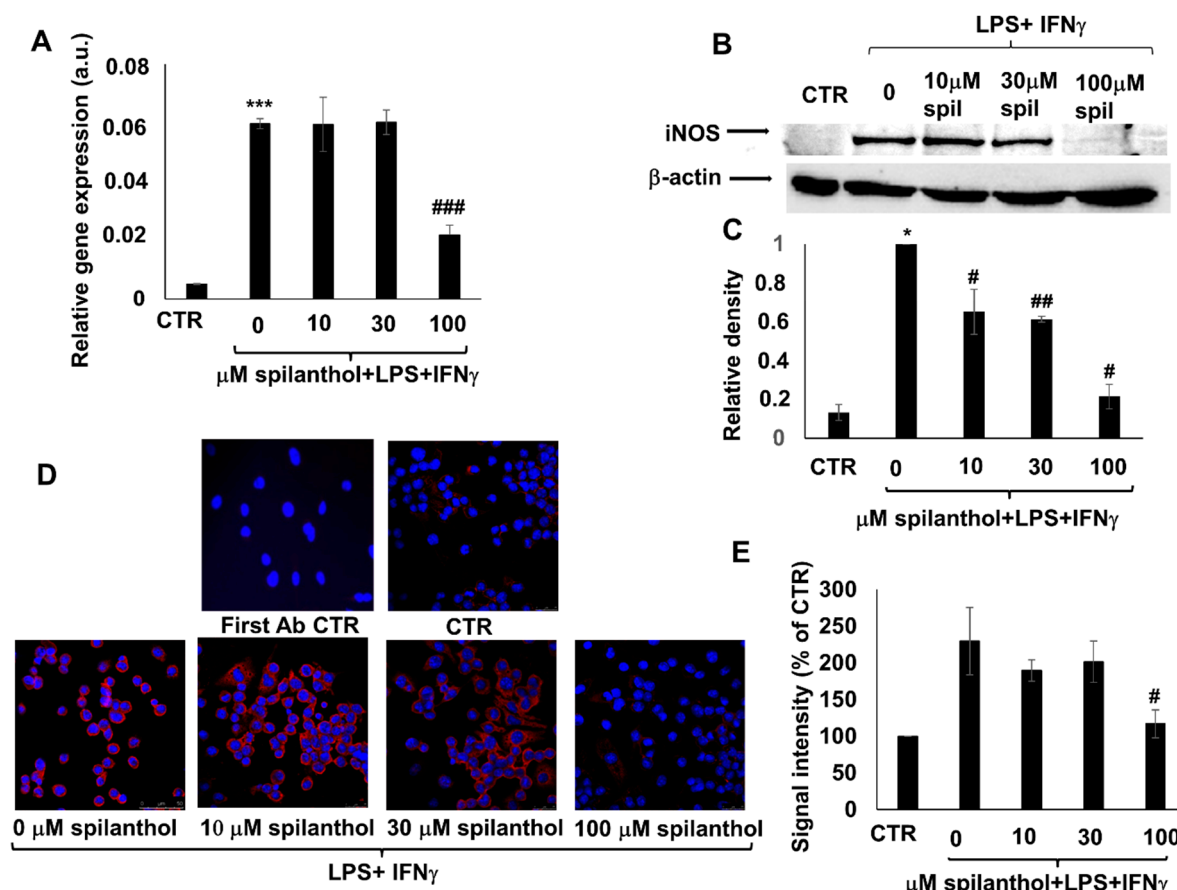 A
Relative gene expression (a.u.)
0.08
0.06
0.04
0.02
0
***
###
CTR
0
10
30
100
μM spilanthol+LPS+IFNγ
B
LPS+ IFNγ
CTR
0
10μM
spil
30μM
spil
100μM
spil
iNOS
β-actin
C
Relative density
1
0.8
0.6
0.4
0.2
0
*
#
##
#
CTR
0
10
30
100
μM spilanthol+LPS+IFNγ
D
First Ab CTR
CTR
0 μM spilanthol
10 μM spilanthol
30 μM spilanthol
100 μM spilanthol
LPS+ IFNγ
E
Signal intensity (% of CTR)
300
250
200
150
100
50
0
#
CTR
0
10
30
100
μM spilanthol+LPS+IFNγ